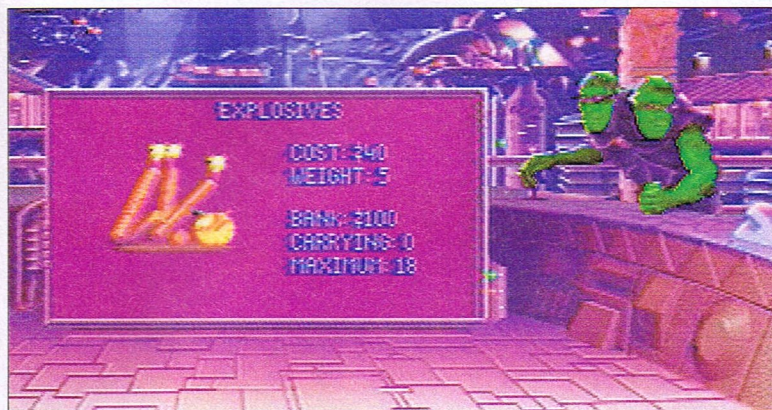 EXPLOSIVES
COST:$40
WEIGHT:5
BANK:$100
CARRYING:0
MAXIMUM:18